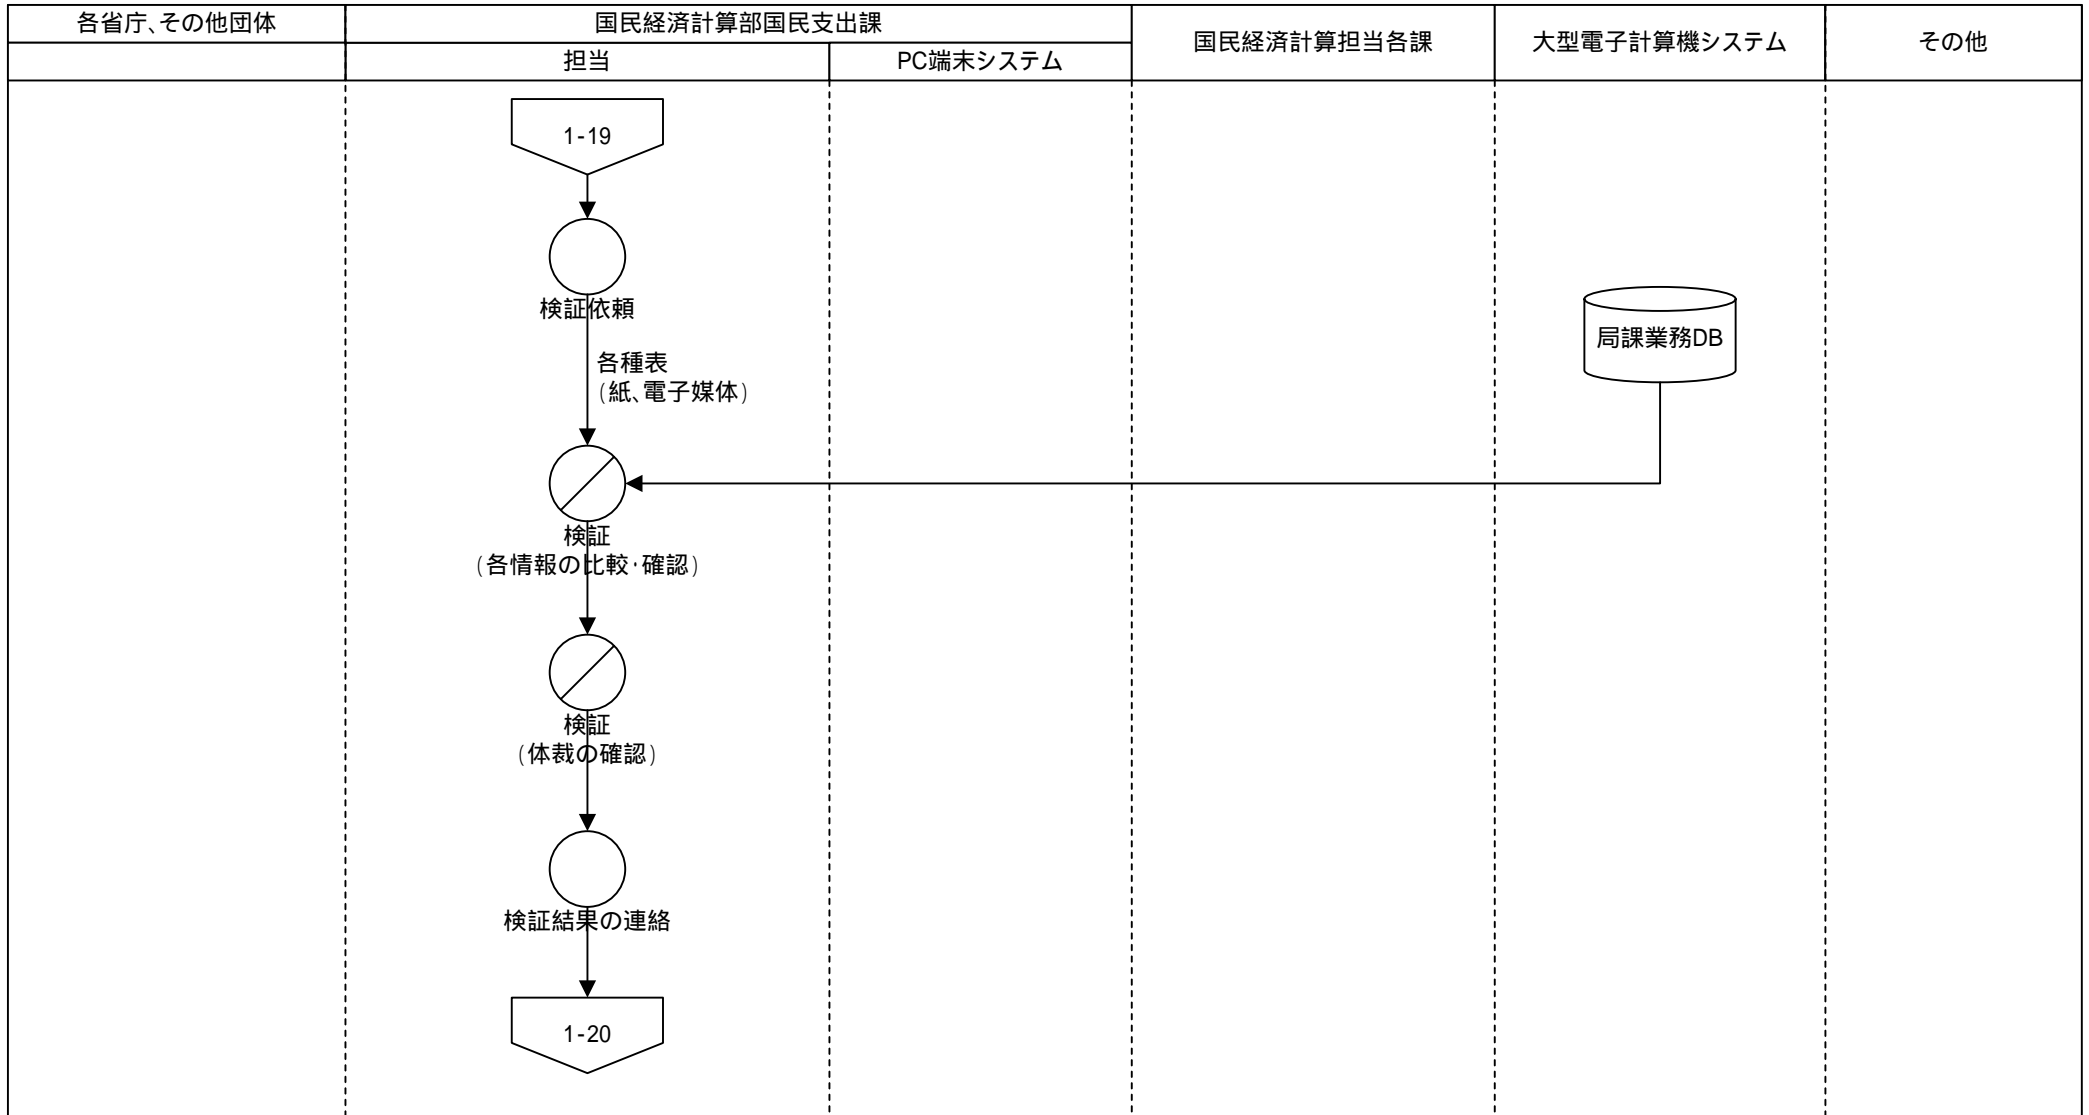 各省庁、その他団体
国民経済計算部国民支出課
国民経済計算担当各課
大型電子計算機システム
その他
担当
PC端末システム
1-19
検証依頼
各種表
(紙、電子媒体)
局課業務DB
検証
(各情報の比較・確認)
検証
(体裁の確認)
検証結果の連絡
1-20